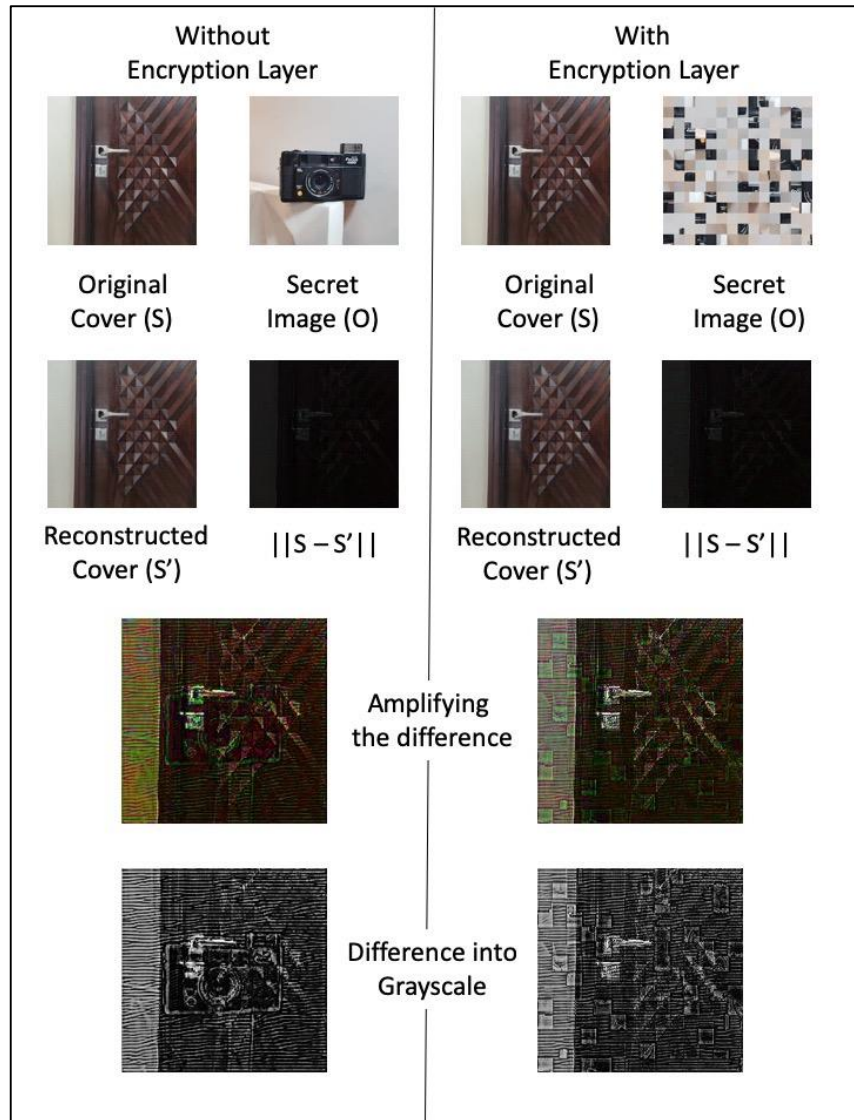 Without
Encryption Layer
With
Encryption Layer
Original
Cover (S)
Secret
Image (O)
Original
Cover (S)
Secret
Image (O)
Reconstructed
Cover (S’)
||S – S’||
Reconstructed
Cover (S’)
||S – S’||
Amplifying
the difference
Difference into
Grayscale